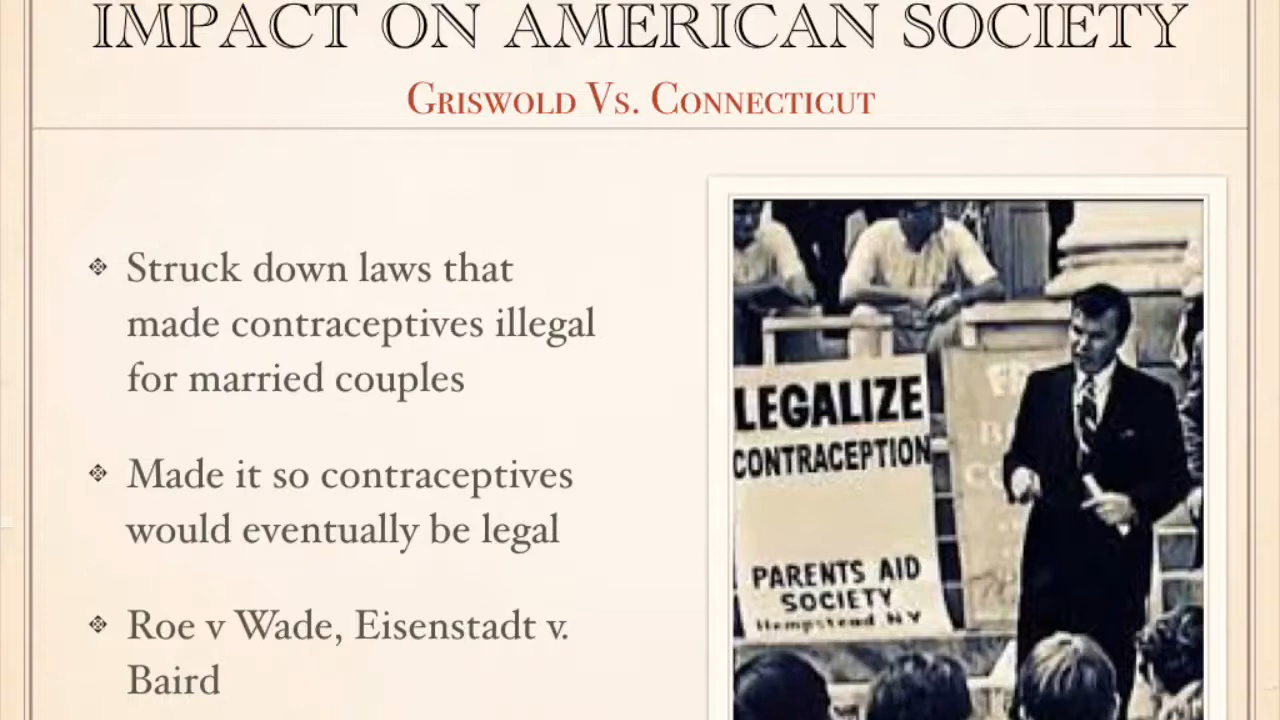 IMPACT ON AMERICAN SOCIETY
Griswold Vs. Connecticut
Struck down laws that
made contraceptives illegal
for married couples
Made it so contraceptives
would eventually be legal
Roe v Wade, Eisenstadt v.
Baird
LEGALIZE
CONTRACEPTION
PARENTS AID
SOCIETY
Hempstead N Y